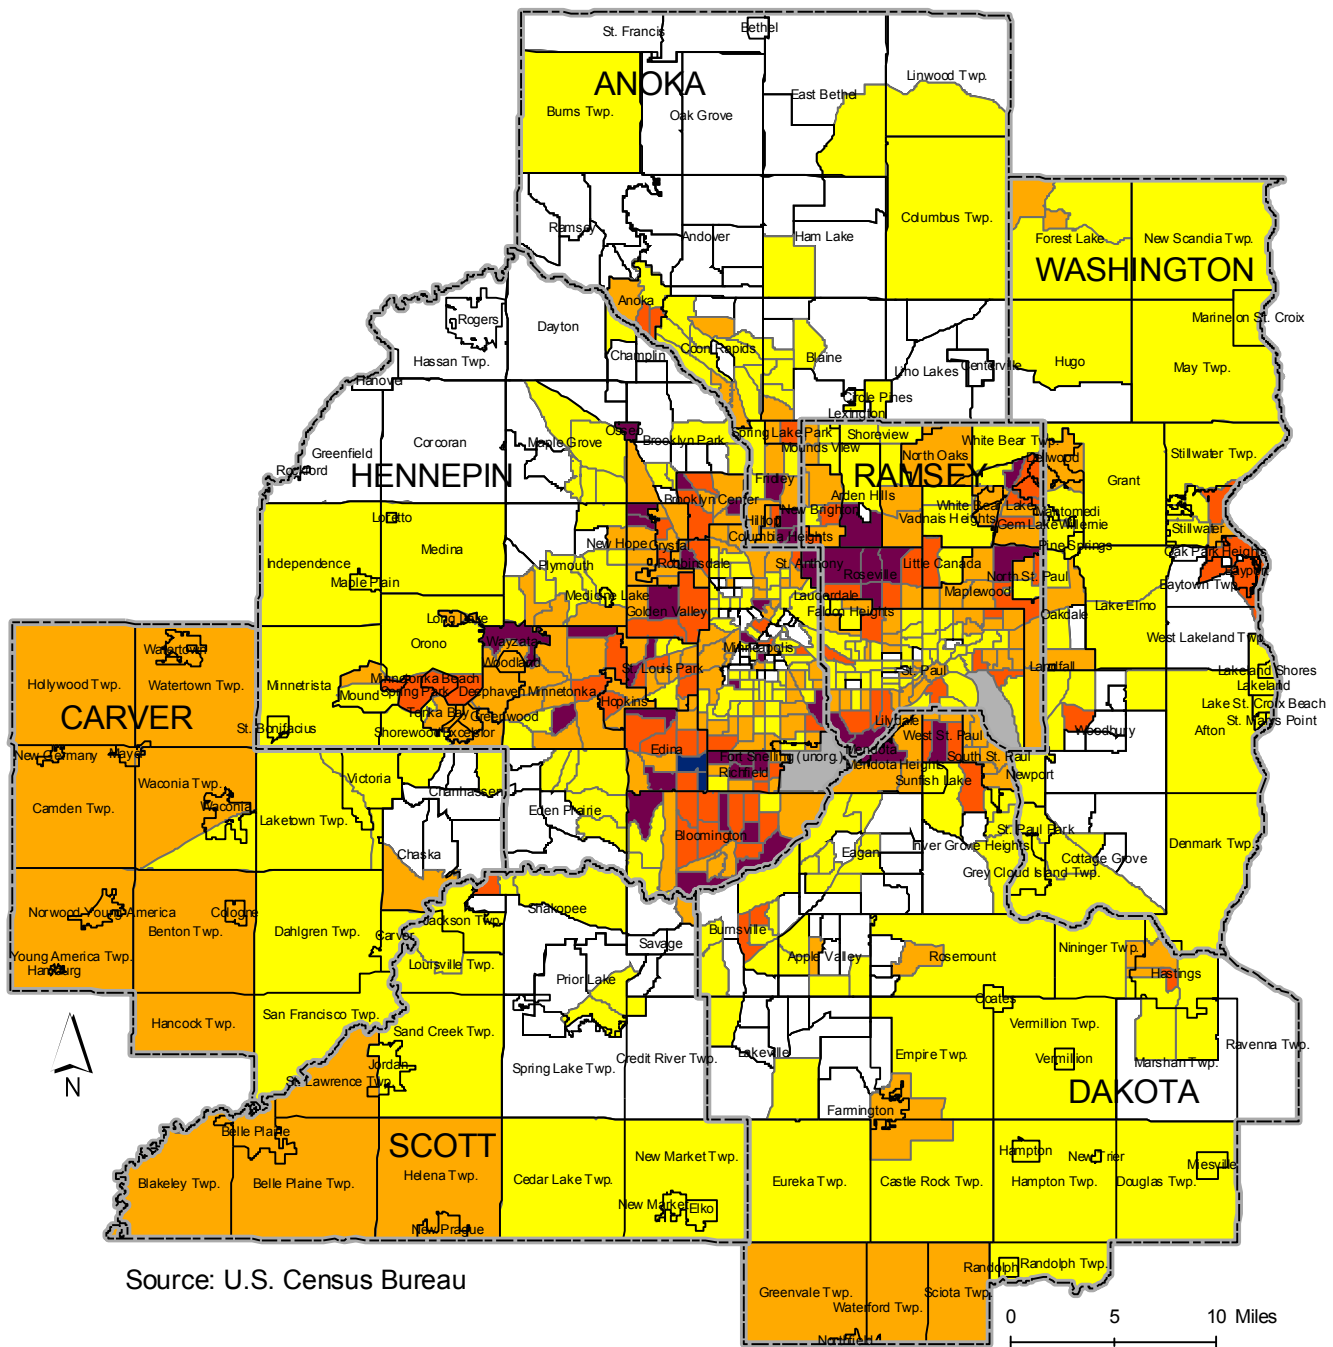 St. Francis
Bethel
ANOKA
Linwood Twp.
East Bethel
Burns Twp.
Oak Grove
Columbus Twp.
Ramsey
Andover
Ham Lake
Forest Lake
New Scandia Twp.
WASHINGTON
Anoka
Rogers
Dayton
Marine on St. Croix
Coon Rapids
Champlin
Blaine
Hassan Twp.
Lino Lakes
Centerville
Hugo
May Twp.
Hanover
Circle Pines
Lexington
Corcoran
Osseo
Maple Grove
Brooklyn Park
Spring Lake Park
Shoreview
White Bear Twp.
Mounds View
Greenfield
North Oaks
Dellwood
Stillwater Twp.
Rockford
HENNEPIN
RAMSEY
Fridley
Grant
Arden Hills
Brooklyn Center
White Bear Lake
New Brighton
Mahtomedi
Loretto
Hilltop
Vadnais Heights
Gem Lake
Willernie
Stillwater
Columbia Heights
Medina
New Hope
Crystal
Pine Springs
Oak Park Heights
Independence
Plymouth
Robbinsdale
St. Anthony
Little Canada
Bayport
Roseville
North St. Paul
Maple Plain
Baytown Twp.
Medicine Lake
Lauderdale
Maplewood
Golden Valley
Falcon Heights
Lake Elmo
Long Lake
Oakdale
Orono
Wayzata
West Lakeland Twp.
Watertown
Minneapolis
Woodland
St. Louis Park
Landfall
St. Paul
Lakeland Shores
Minnetonka Beach
Hollywood Twp.
Watertown Twp.
Minnetrista
Mound
Spring Park
Deephaven
Minnetonka
Lakeland
Hopkins
Lake St. Croix Beach
CARVER
Tonka Bay
Greenwood
Lilydale
St. Marys Point
St. Bonifacius
Shorewood
Excelsior
West St. Paul
Woodbury
Afton
New Germany
Mayer
Edina
Fort Snelling (unorg.)
Mendota
South St. Paul
Mendota Heights
Richfield
Sunfish Lake
Newport
Victoria
Waconia Twp.
Chanhassen
Camden Twp.
Waconia
Laketown Twp.
Eden Prairie
Bloomington
St. Paul Park
Inver Grove Heights
Denmark Twp.
Chaska
Eagan
Cottage Grove
Grey Cloud Island Twp.
Norwood Young America
Cologne
Shakopee
Jackson Twp.
Benton Twp.
Dahlgren Twp.
Carver
Burnsville
Savage
Nininger Twp.
Young America Twp.
Apple Valley
Rosemount
Louisville Twp.
Hamburg
Prior Lake
Hastings
Coates
San Francisco Twp.
Hancock Twp.
Sand Creek Twp.
Vermillion Twp.
Ravenna Twp.
Lakeville
Empire Twp.
Credit River Twp.
Vermillion
Marshan Twp.
Jordan
Spring Lake Twp.
N
St. Lawrence Twp.
DAKOTA
Farmington
Belle Plaine
SCOTT
Hampton
New Trier
New Market Twp.
Miesville
Helena Twp.
Cedar Lake Twp.
Blakeley Twp.
Belle Plaine Twp.
Eureka Twp.
Castle Rock Twp.
Hampton Twp.
Douglas Twp.
New Market
Elko
New Prague
Randolph
Randolph Twp.
Source: U.S. Census Bureau
Greenvale Twp.
Sciota Twp.
Waterford Twp.
0 5 10 Miles
Northfield